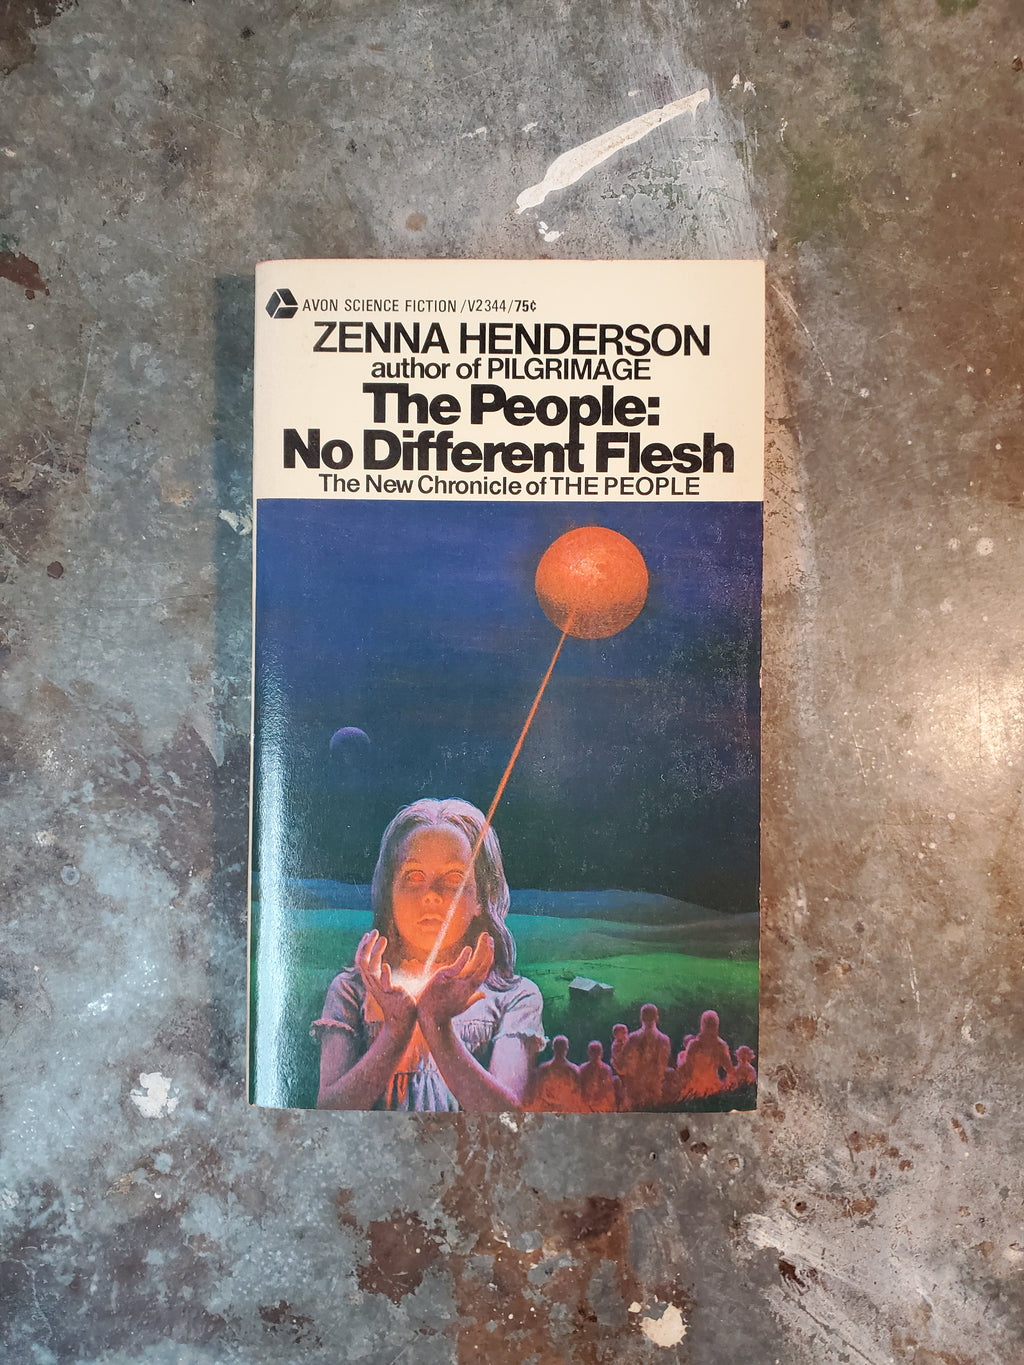 AVON SCIENCE FICTION /V2344/75¢
ZENNA HENDERSON
author of PILGRIMAGE
The People:
No Different Flesh
The New Chronicle of THE PEOPLE